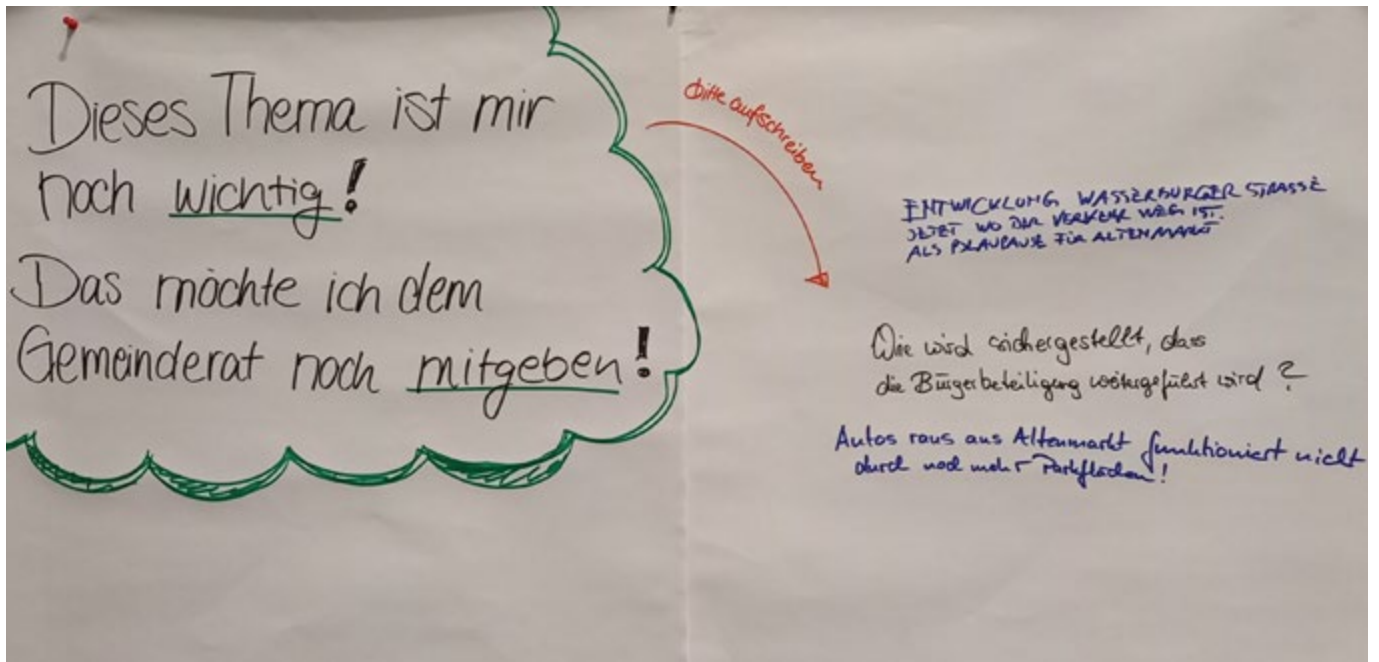 Dieses Thema ist mir
noch wichtig!
Das möchte ich dem
Gemeinderat noch mitgeben!
bitte aufschreiben
ENTWICKLUNG WASSERBURGER STRASSE
JETZT WO DER VERKEHR WEG IST.
ALS BLAUPAUSE FÜR ALTENMARKT
Wie wird sichergestellt, dass
die Bürgerbeteiligung weitergeführt wird?
Autos raus aus Altenmarkt funktioniert nicht
durch noch mehr Parkflächen!